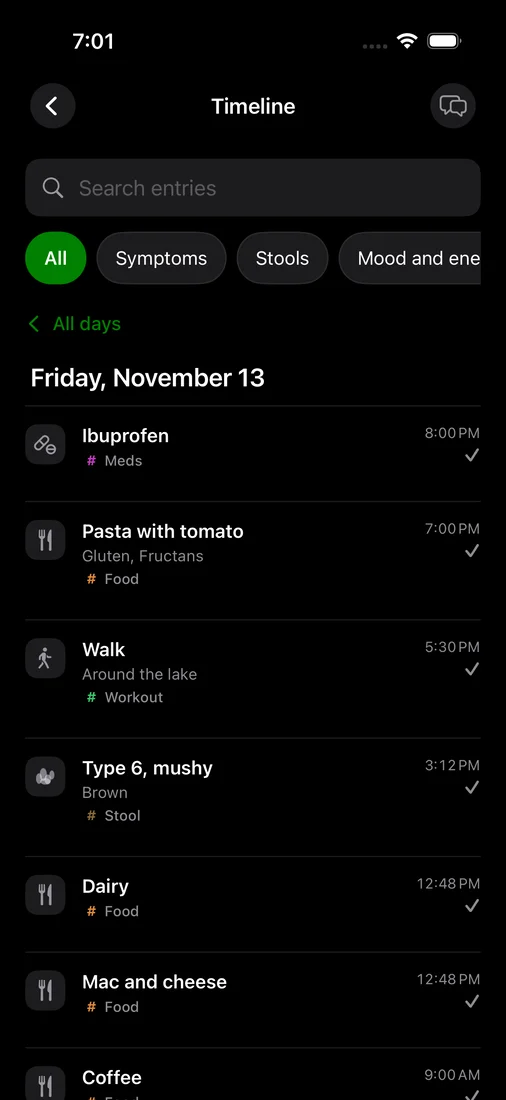 7:01
Timeline
Search entries
All
Symptoms
Stools
Mood and ene
All days
Friday, November 13
Ibuprofen
8:00 PM
# Meds
Pasta with tomato
7:00 PM
Gluten, Fructans
# Food
Walk
5:30 PM
Around the lake
# Workout
Type 6, mushy
3:12 PM
Brown
# Stool
Dairy
12:48 PM
# Food
Mac and cheese
12:48 PM
# Food
Coffee
9:00 AM